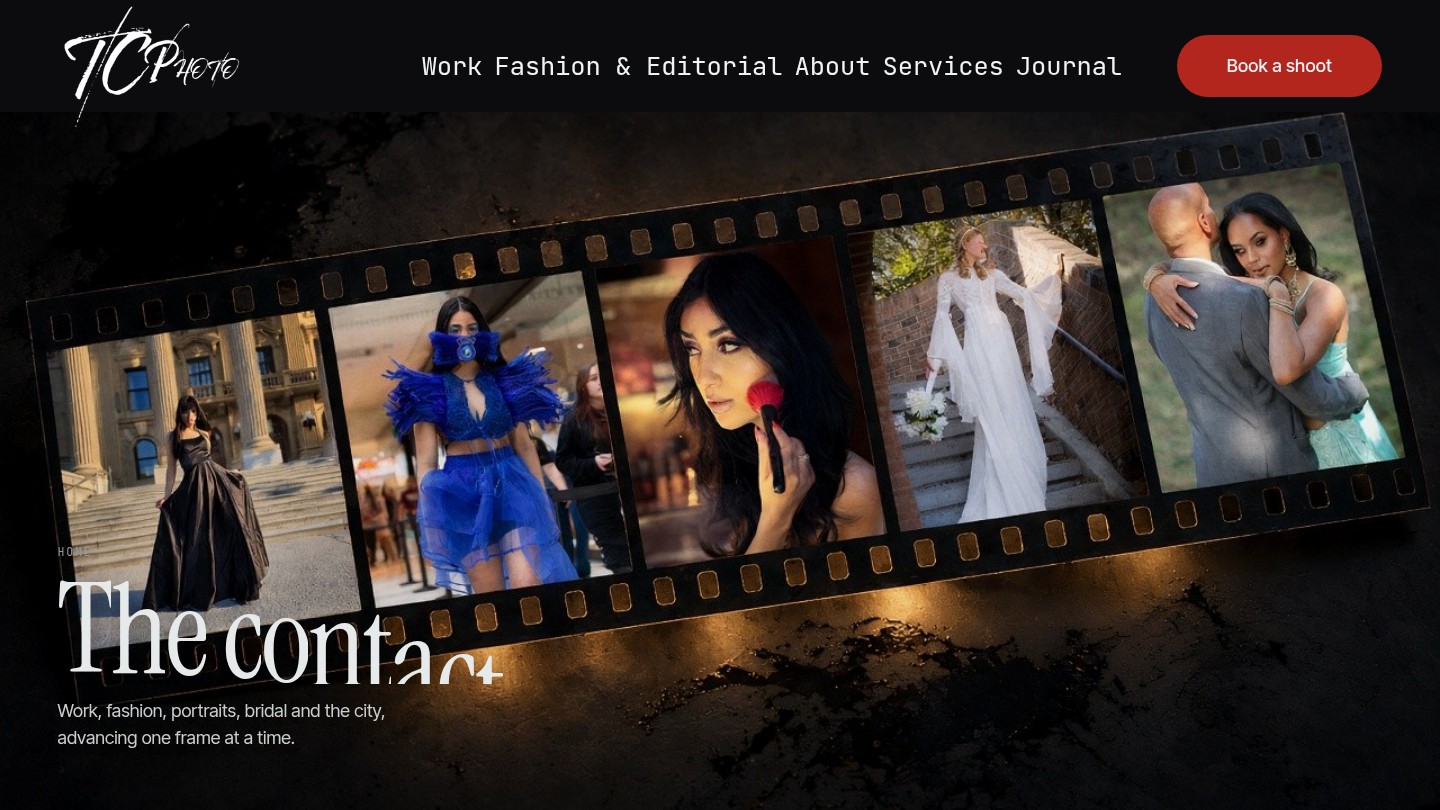 TCPHOTO
Work Fashion & Editorial About Services Journal
Book a shoot
HOME
The contact
Work, fashion, portraits, bridal and the city,
advancing one frame at a time.